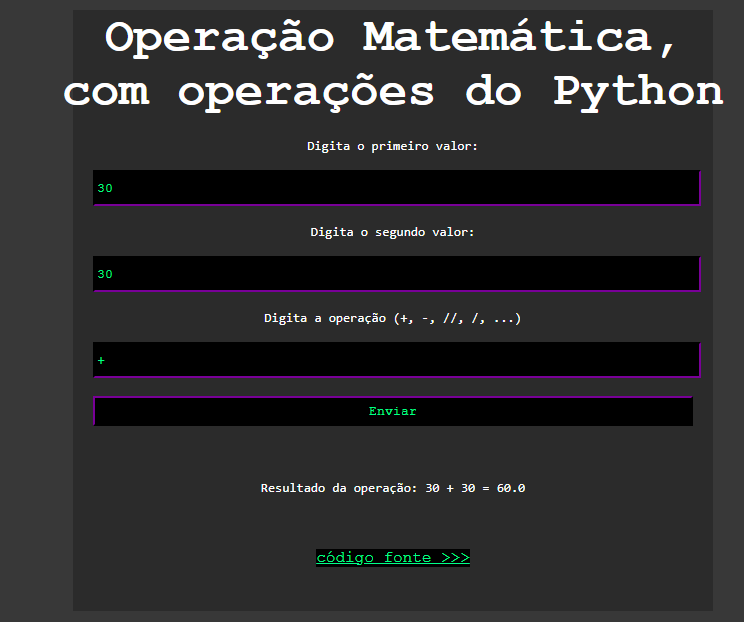 Operação Matemática,
com operações do Python
Digita o primeiro valor:
30
Digita o segundo valor:
30
Digita a operação (+, -, //, /, ...)
+
Enviar
Resultado da operação: 30 + 30 = 60.0
código fonte >>>